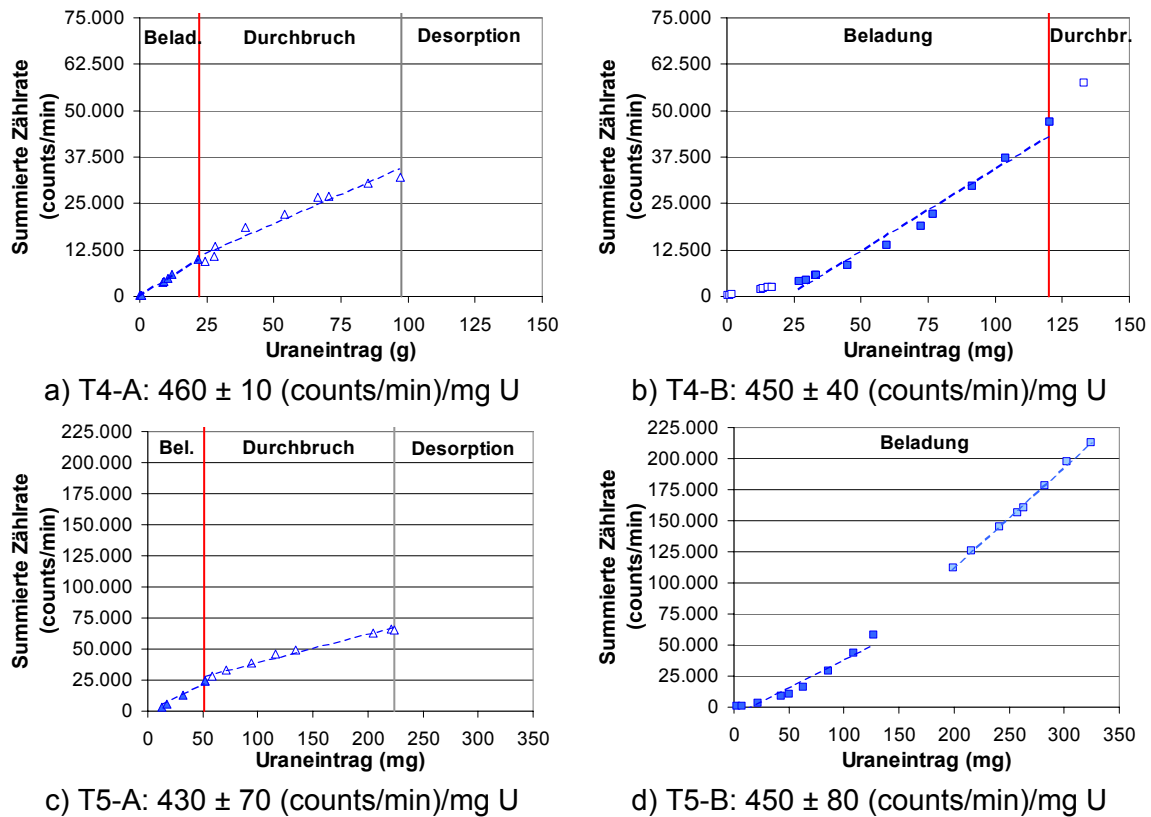 Belad.
Durchbruch
Desorption
75.000
62.500
50.000
37.500
25.000
12.500
0
0
25
50
75
100
125
150
Summierte Zählrate
(counts/min)
Uraneintrag (g)
a) T4-A: 460 ± 10 (counts/min)/mg U
Beladung
Durchbr.
75.000
62.500
50.000
37.500
25.000
12.500
0
0
25
50
75
100
125
150
Summierte Zählrate
(counts/min)
Uraneintrag (mg)
b) T4-B: 450 ± 40 (counts/min)/mg U
Bel.
Durchbruch
Desorption
225.000
200.000
175.000
150.000
125.000
100.000
75.000
50.000
25.000
0
0
50
100
150
200
250
300
350
Summierte Zählrate
(counts/min)
Uraneintrag (mg)
c) T5-A: 430 ± 70 (counts/min)/mg U
Beladung
225.000
200.000
175.000
150.000
125.000
100.000
75.000
50.000
25.000
0
0
50
100
150
200
250
300
350
Summierte Zählrate
(counts/min)
Uraneintrag (mg)
d) T5-B: 450 ± 80 (counts/min)/mg U